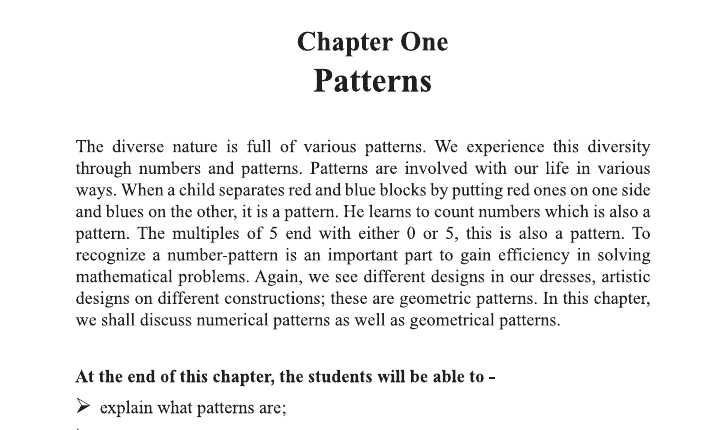 Chapter One
Patterns
The diverse nature is full of various patterns. We experience this diversity
through numbers and patterns. Patterns are involved with our life in various
ways. When a child separates red and blue blocks by putting red ones on one side
and blues on the other, it is a pattern. He learns to count numbers which is also a
pattern. The multiples of 5 end with either 0 or 5, this is also a pattern. To
recognize a number-pattern is an important part to gain efficiency in solving
mathematical problems. Again, we see different designs in our dresses, artistic
designs on different constructions; these are geometric patterns. In this chapter,
we shall discuss numerical patterns as well as geometrical patterns.
At the end of this chapter, the students will be able to -
➢ explain what patterns are;